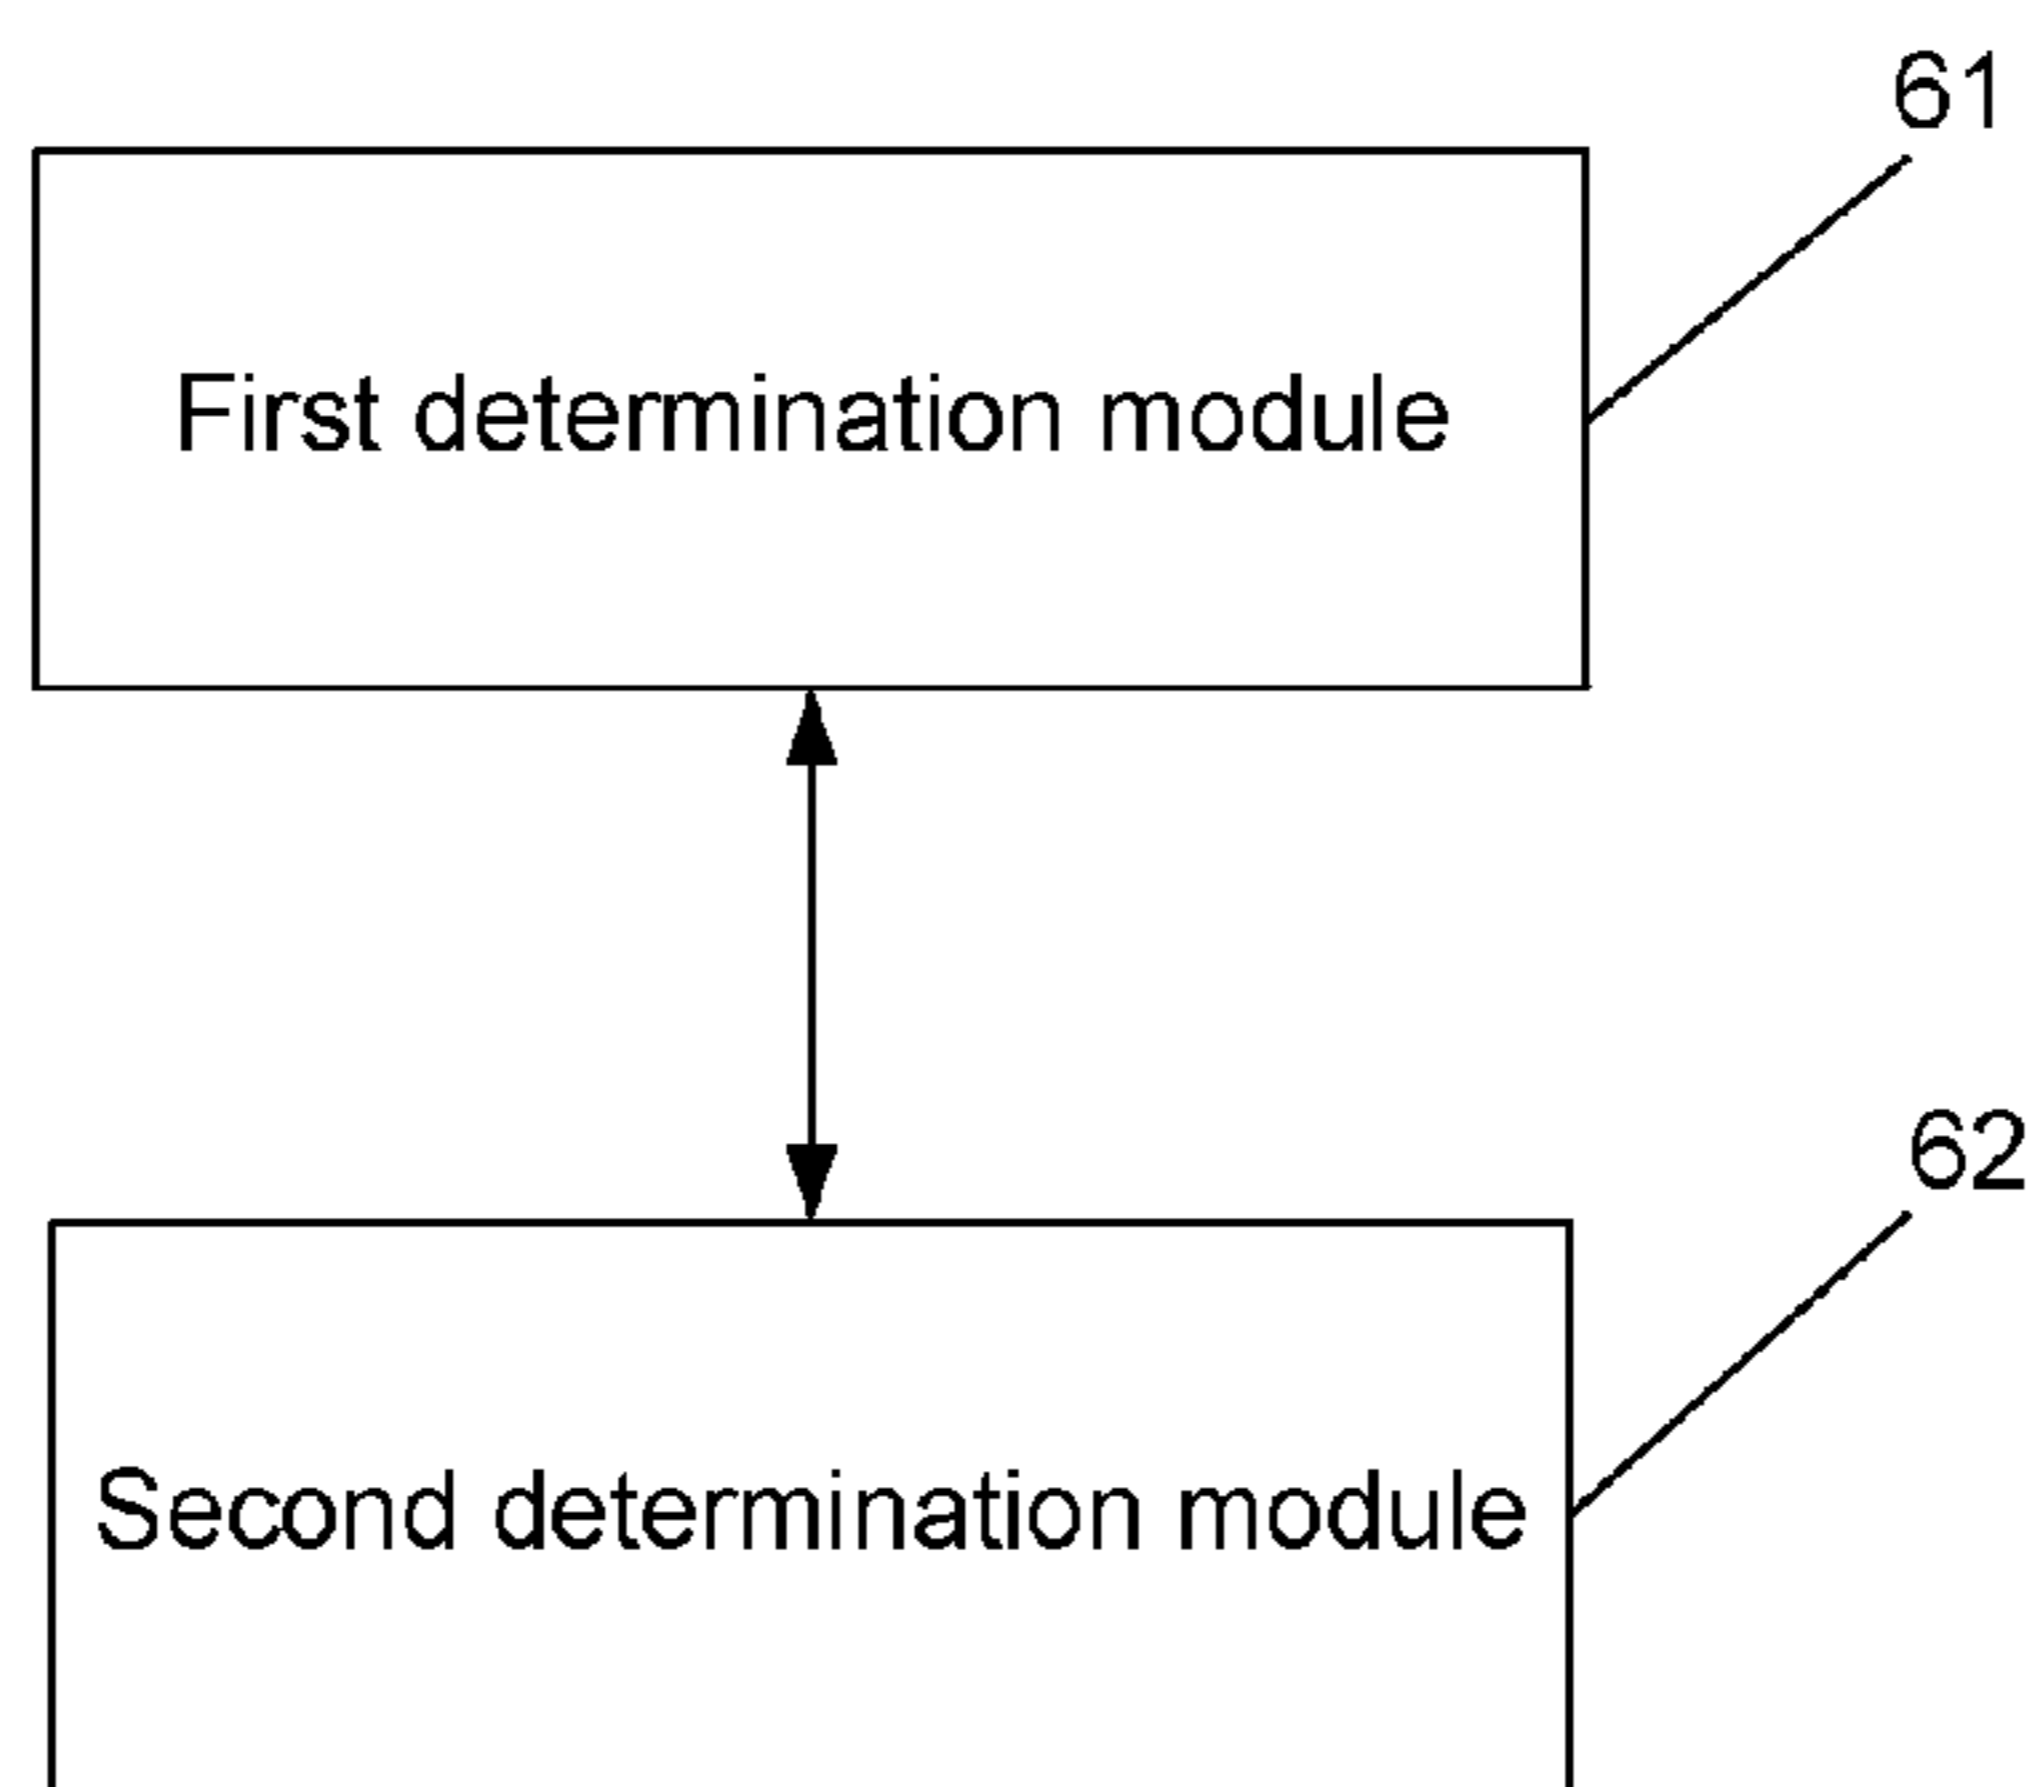 61
First determination module
62
Second determination module